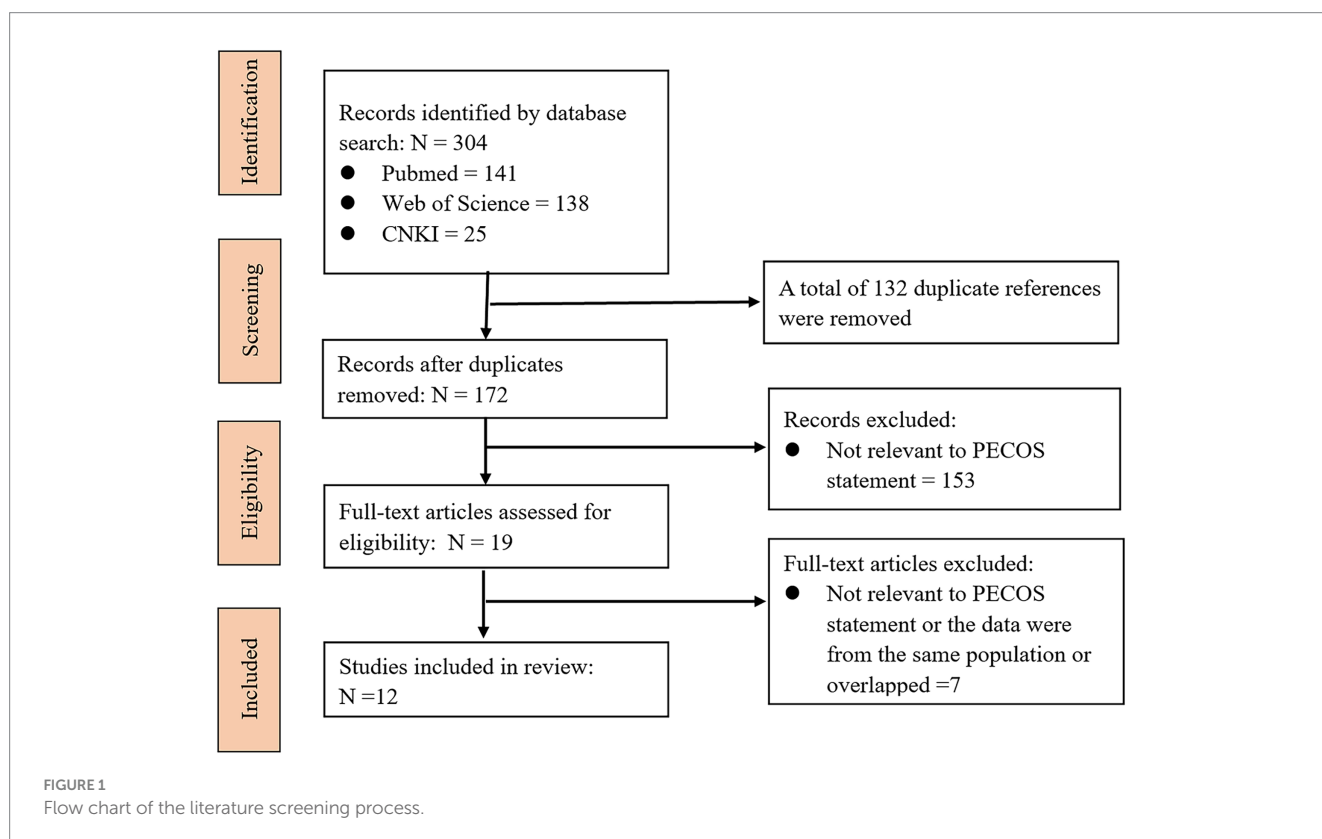 Identification
Records identified by database
search: N = 304
● Pubmed = 141
● Web of Science = 138
● CNKI = 25
Screening
A total of 132 duplicate references
were removed
Records after duplicates
removed: N = 172
Records excluded:
● Not relevant to PECOS
statement = 153
Eligibility
Full-text articles assessed for
eligibility: N = 19
Full-text articles excluded:
● Not relevant to PECOS
statement or the data were
from the same population or
overlapped =7
Included
Studies included in review:
N =12
FIGURE 1
Flow chart of the literature screening process.